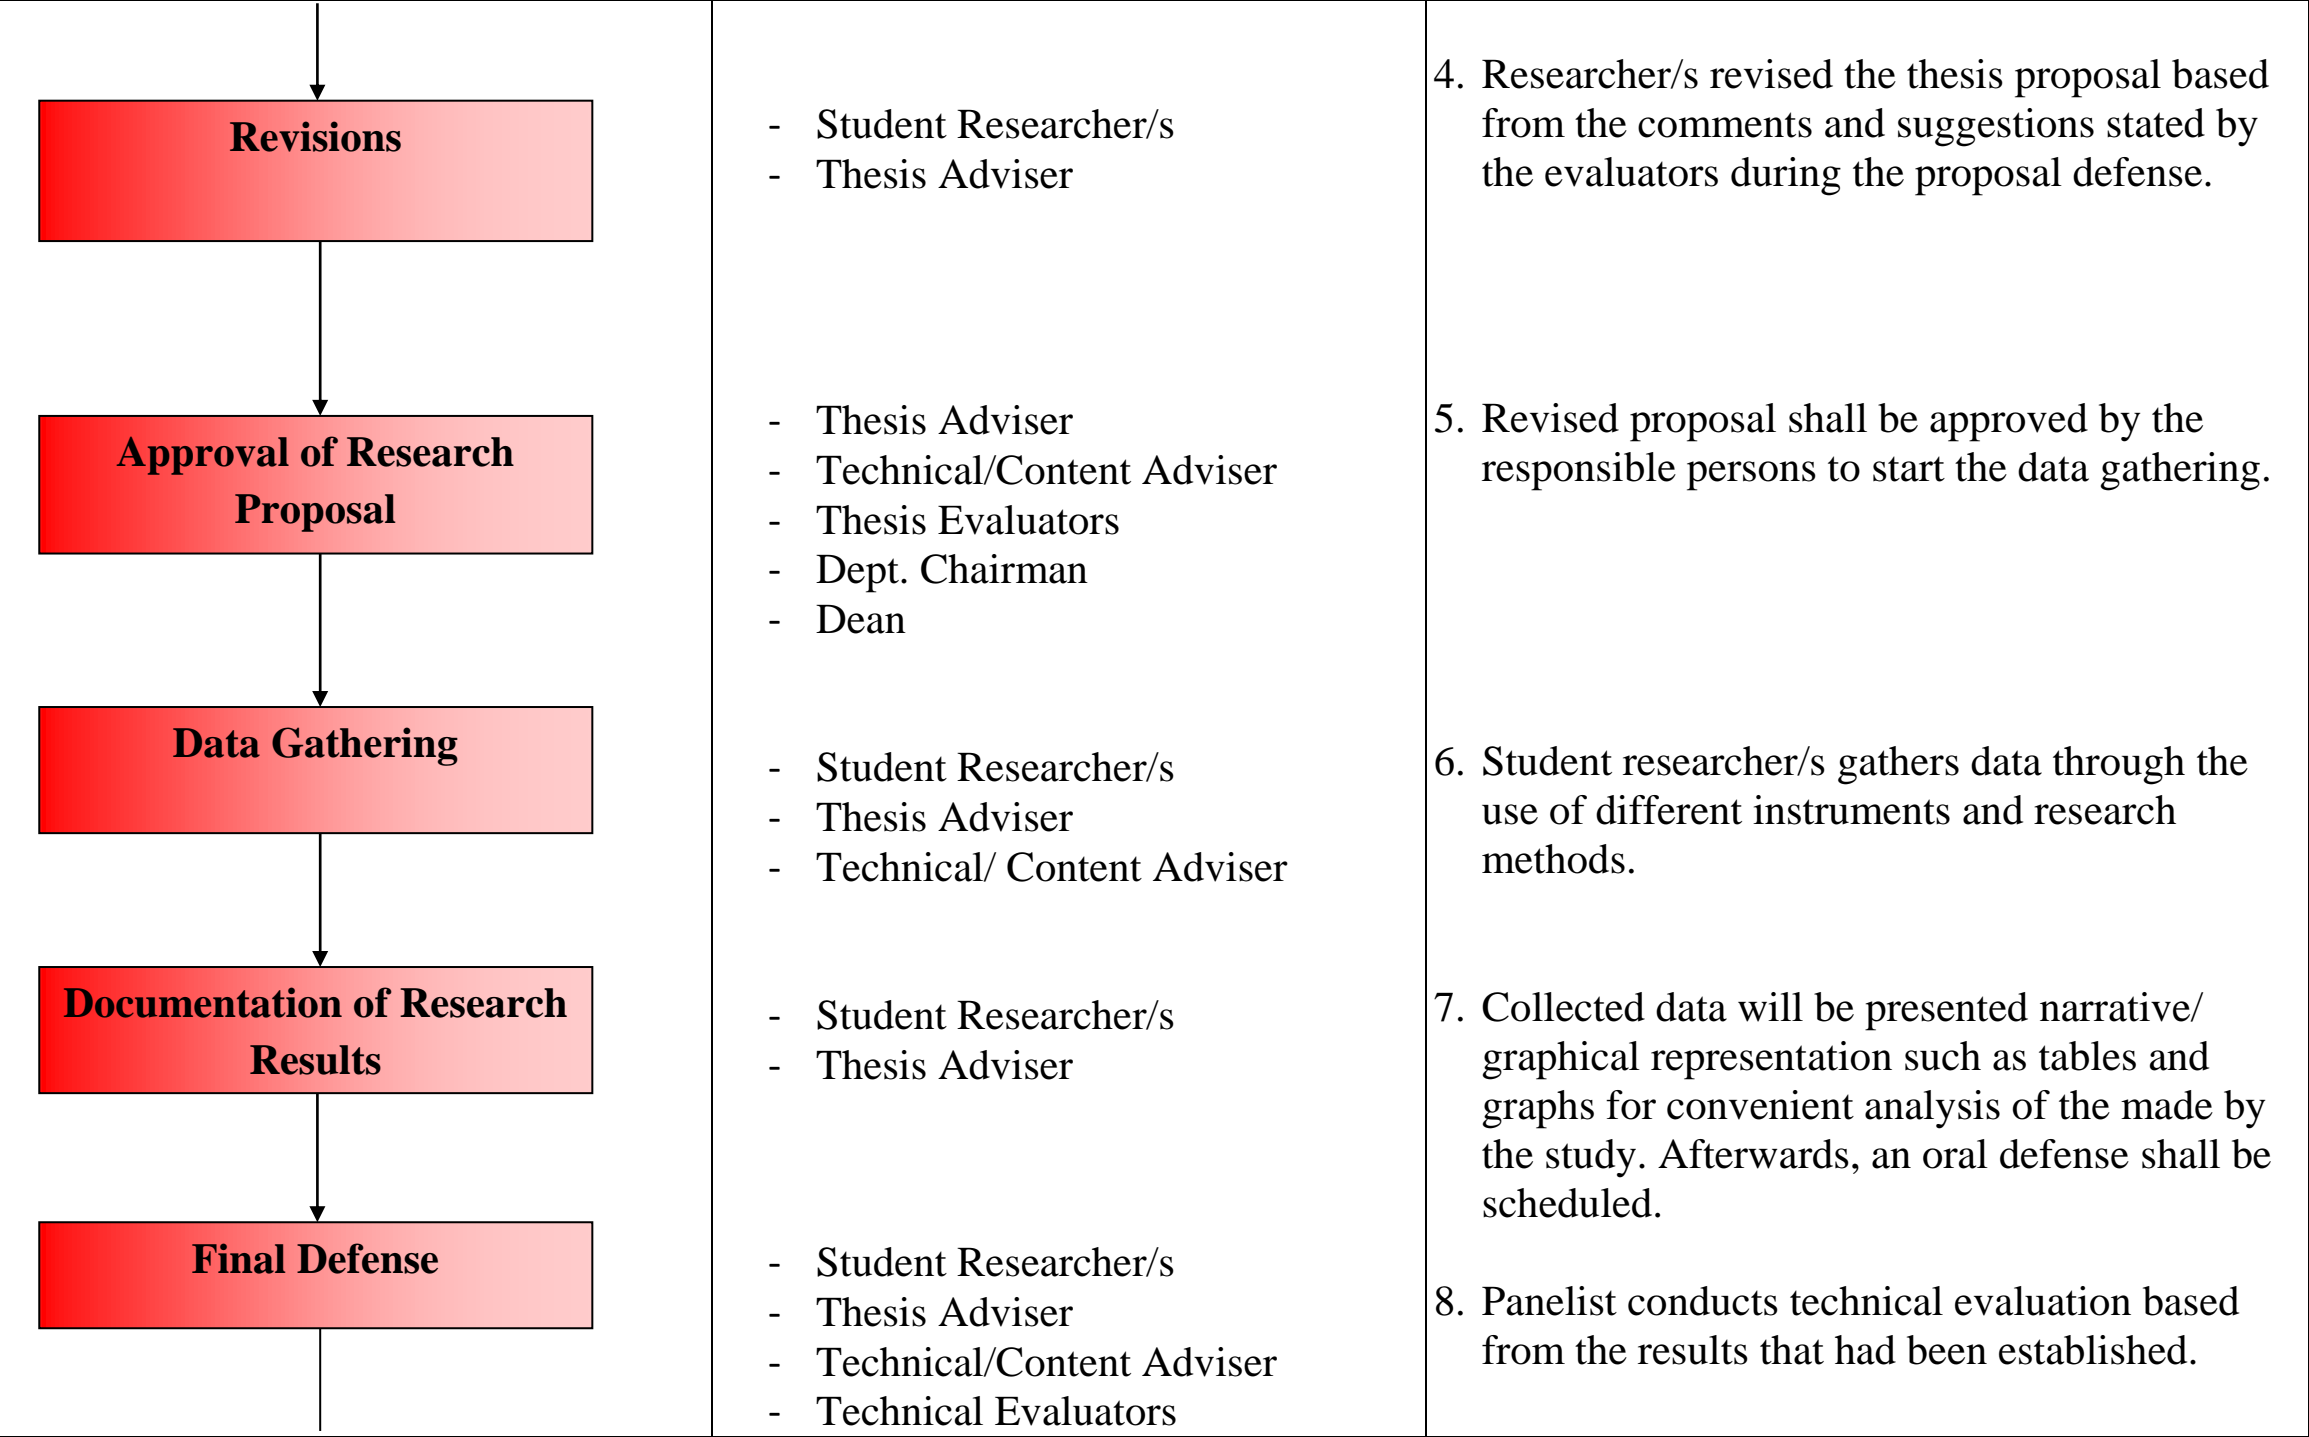 Revisions
- Student Researcher/s
- Thesis Adviser
4. Researcher/s revised the thesis proposal based
from the comments and suggestions stated by
the evaluators during the proposal defense.
Approval of Research
Proposal
- Thesis Adviser
- Technical/Content Adviser
- Thesis Evaluators
- Dept. Chairman
- Dean
5. Revised proposal shall be approved by the
responsible persons to start the data gathering.
Data Gathering
- Student Researcher/s
- Thesis Adviser
- Technical/ Content Adviser
6. Student researcher/s gathers data through the
use of different instruments and research
methods.
Documentation of Research
Results
- Student Researcher/s
- Thesis Adviser
7. Collected data will be presented narrative/
graphical representation such as tables and
graphs for convenient analysis of the made by
the study. Afterwards, an oral defense shall be
scheduled.
Final Defense
- Student Researcher/s
- Thesis Adviser
- Technical/Content Adviser
- Technical Evaluators
8. Panelist conducts technical evaluation based
from the results that had been established.